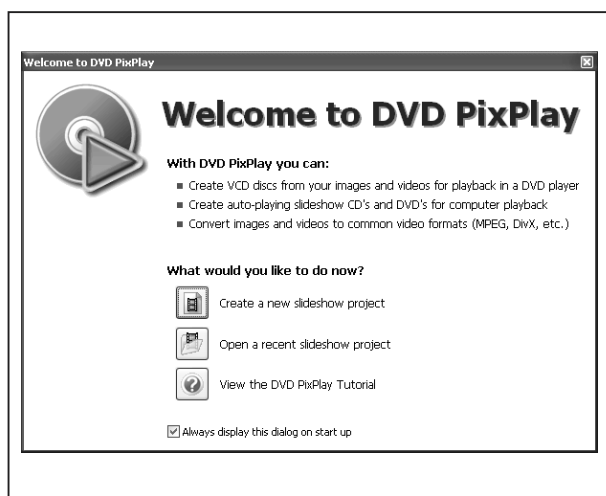 Welcome to DVD PixPlay
Welcome to DVD PixPlay
With DVD PixPlay you can:
Create VCD discs from your images and videos for playback in a DVD player
Create auto-playing slideshow CD's and DVD's for computer playback
Convert images and videos to common video formats (MPEG, DivX, etc.)
What would you like to do now?
Create a new slideshow project
Open a recent slideshow project
View the DVD PixPlay Tutorial
Always display this dialog on start up